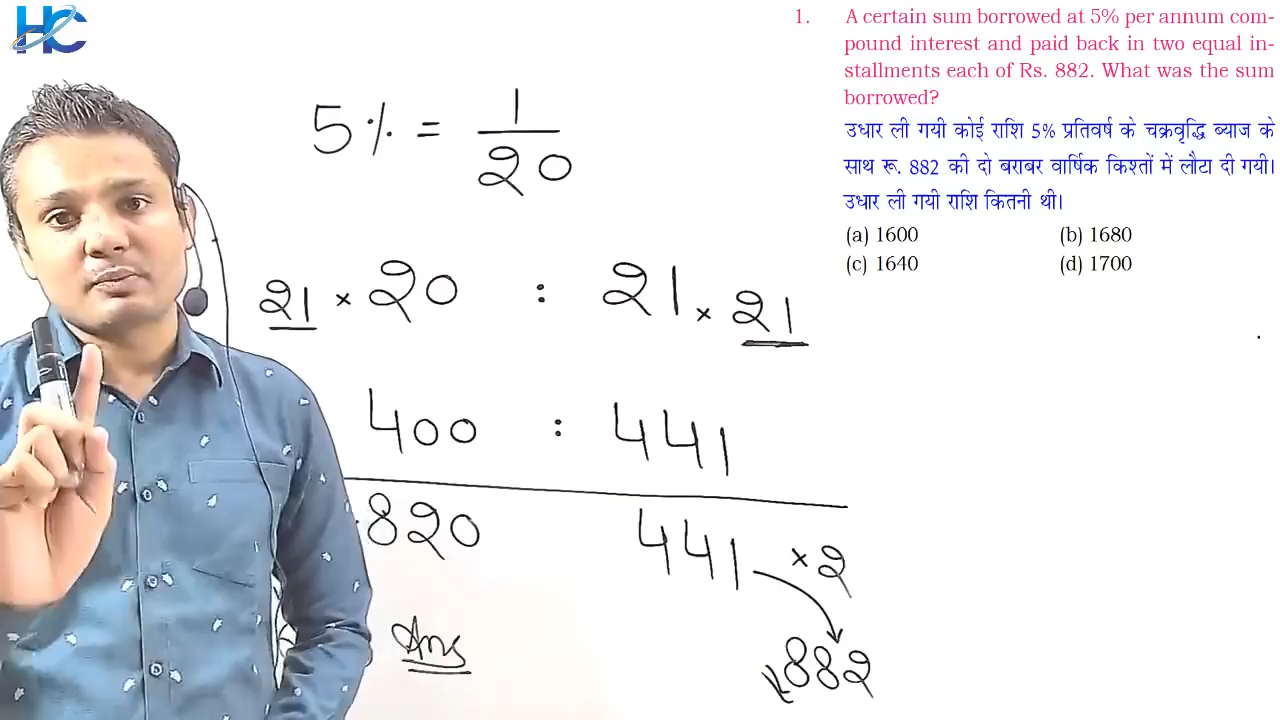 HC
1. A certain sum borrowed at 5% per annum com-
pound interest and paid back in two equal in-
stallments each of Rs. 882. What was the sum
borrowed?
उधार ली गयी कोई राशि 5% प्रतिवर्ष के चक्रवृद्धि ब्याज के
साथ रू. 882 की दो बराबर वार्षिक किश्तों में लौटा दी गयी।
उधार ली गयी राशि कितनी थी।
(a) 1600 (b) 1680
(c) 1640 (d) 1700
5% = 1/20
21 × 20 : 21 × 21
400 : 441
820 441 × 2
Ans
882